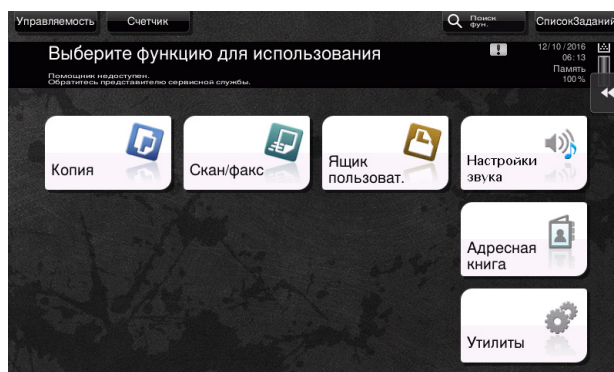 Управляемость
Счетчик
Поиск
фун.
СписокЗаданий
Выберите функцию для использования
Помощник недоступен.
Обратитесь представителю сервисной службы.
12/10/2016
06:13
Память
100 %
Копия
Скан/факс
Ящик
пользоват.
Настройки
звука
Адресная
книга
Утилиты